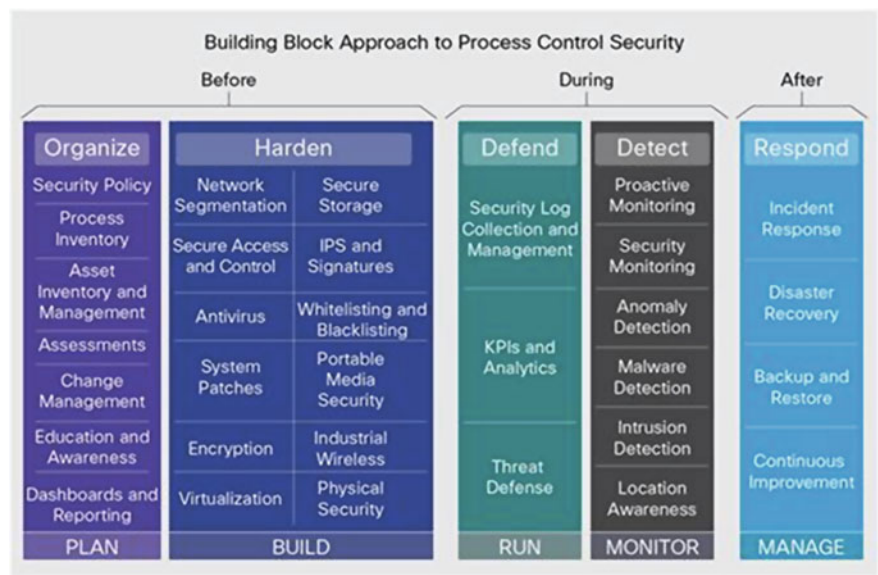 Building Block Approach to Process Control Security
Before
During
After
Organize
Security Policy
Process
Inventory
Asset
Inventory and
Management
Assessments
Change
Management
Education and
Awareness
Dashboards and
Reporting
PLAN
Harden
Network
Segmentation
Secure Access
and Control
Antivirus
System
Patches
Encryption
Virtualization
Secure
Storage
IPS and
Signatures
Whitelisting and
Blacklisting
Portable
Media
Security
Industrial
Wireless
Physical
Security
BUILD
Defend
Security Log
Collection and
Management
KPIs and
Analytics
Threat
Defense
RUN
Detect
Proactive
Monitoring
Security
Monitoring
Anomaly
Detection
Malware
Detection
Intrusion
Detection
Location
Awareness
MONITOR
Respond
Incident
Response
Disaster
Recovery
Backup and
Restore
Continuous
Improvement
MANAGE